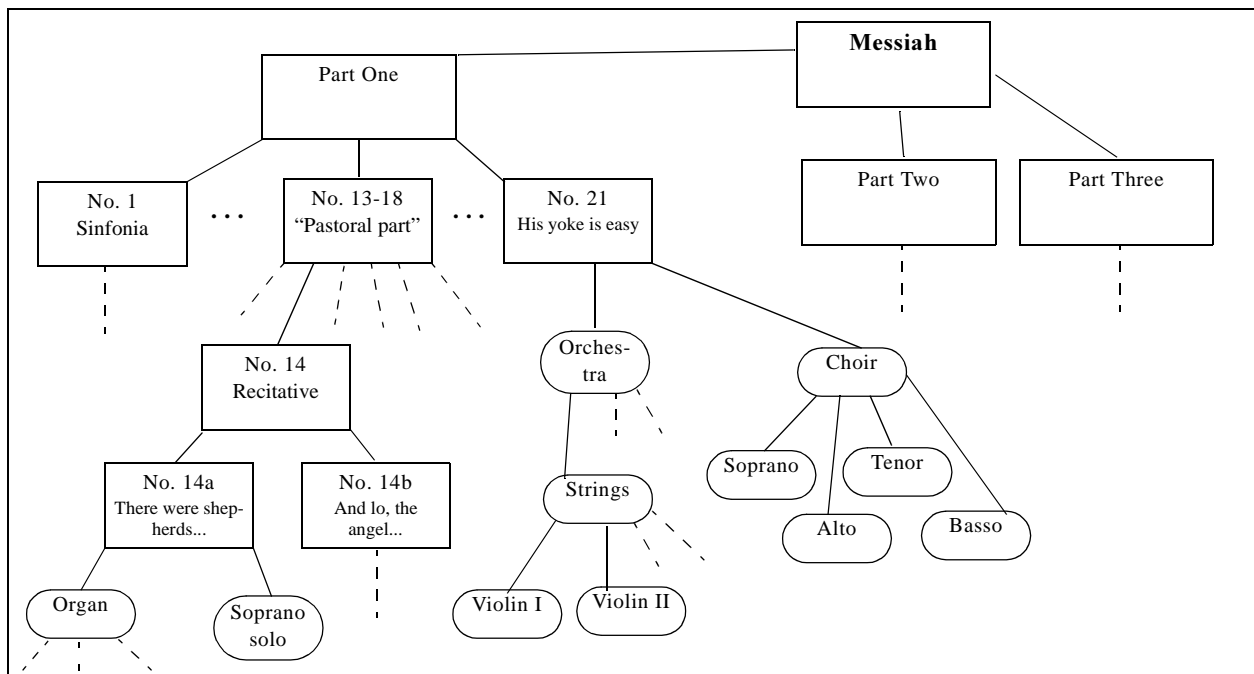 Messiah
Part One
Part Two
Part Three
No. 1
Sinfonia
...
No. 13-18
“Pastoral part”
...
No. 21
His yoke is easy
No. 14
Recitative
Orches-
tra
Choir
No. 14a
There were shep-
herds...
No. 14b
And lo, the
angel...
Strings
Soprano
Tenor
Alto
Basso
Organ
Soprano
solo
Violin I
Violin II